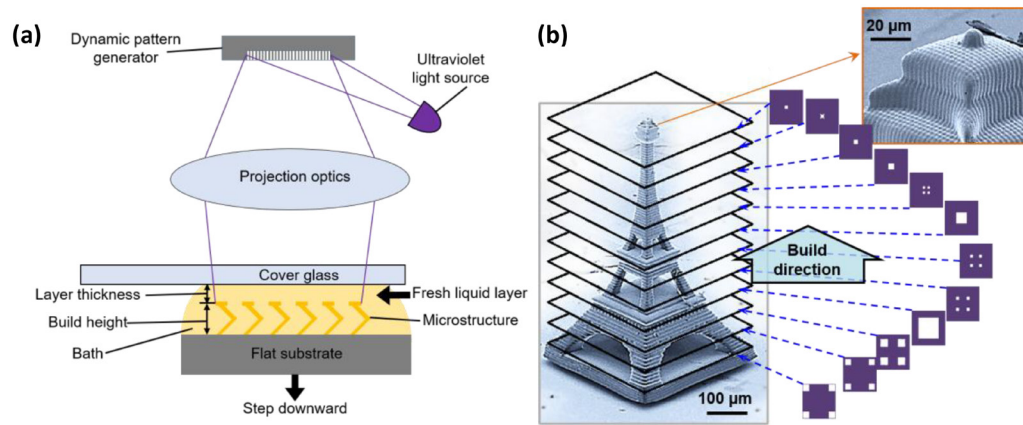 (a)
Dynamic pattern
generator
Ultraviolet
light source
Projection optics
Cover glass
Layer thickness
Fresh liquid layer
Build height
Microstructure
Bath
Flat substrate
Step downward
(b)
20 µm
Build
direction
100 µm